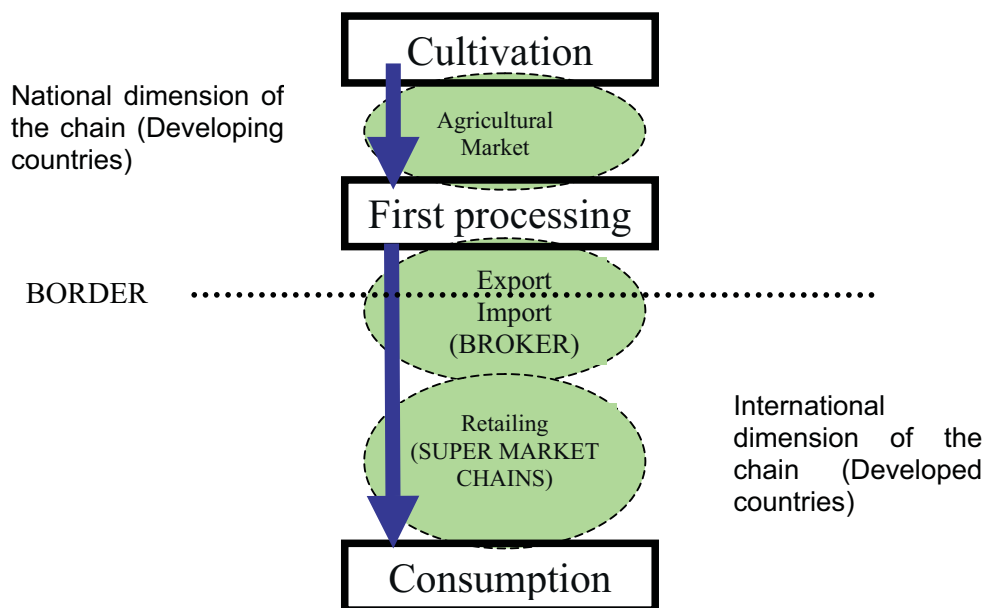 Cultivation
National dimension of
the chain (Developing
countries)
Agricultural
Market
First processing
BORDER
Export
Import
(BROKER)
Retailing
(SUPER MARKET
CHAINS)
International
dimension of the
chain (Developed
countries)
Consumption